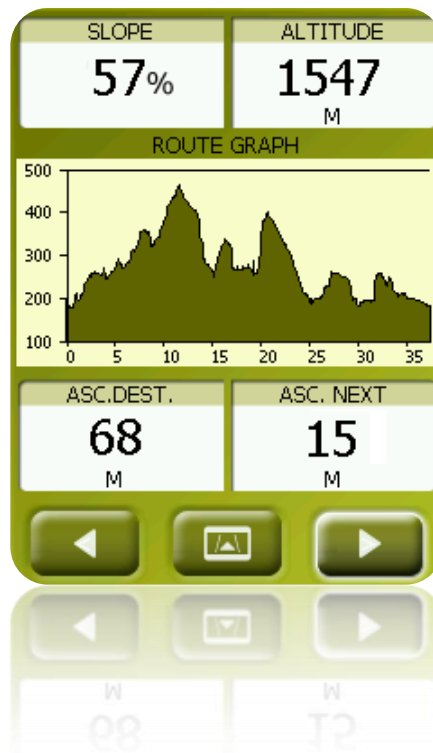 SLOPE ALTITUDE
57% 1547
M
ROUTE GRAPH
500
400
300
200
100
0 5 10 15 20 25 30 35
ASC.DEST. ASC. NEXT
68 15
M M